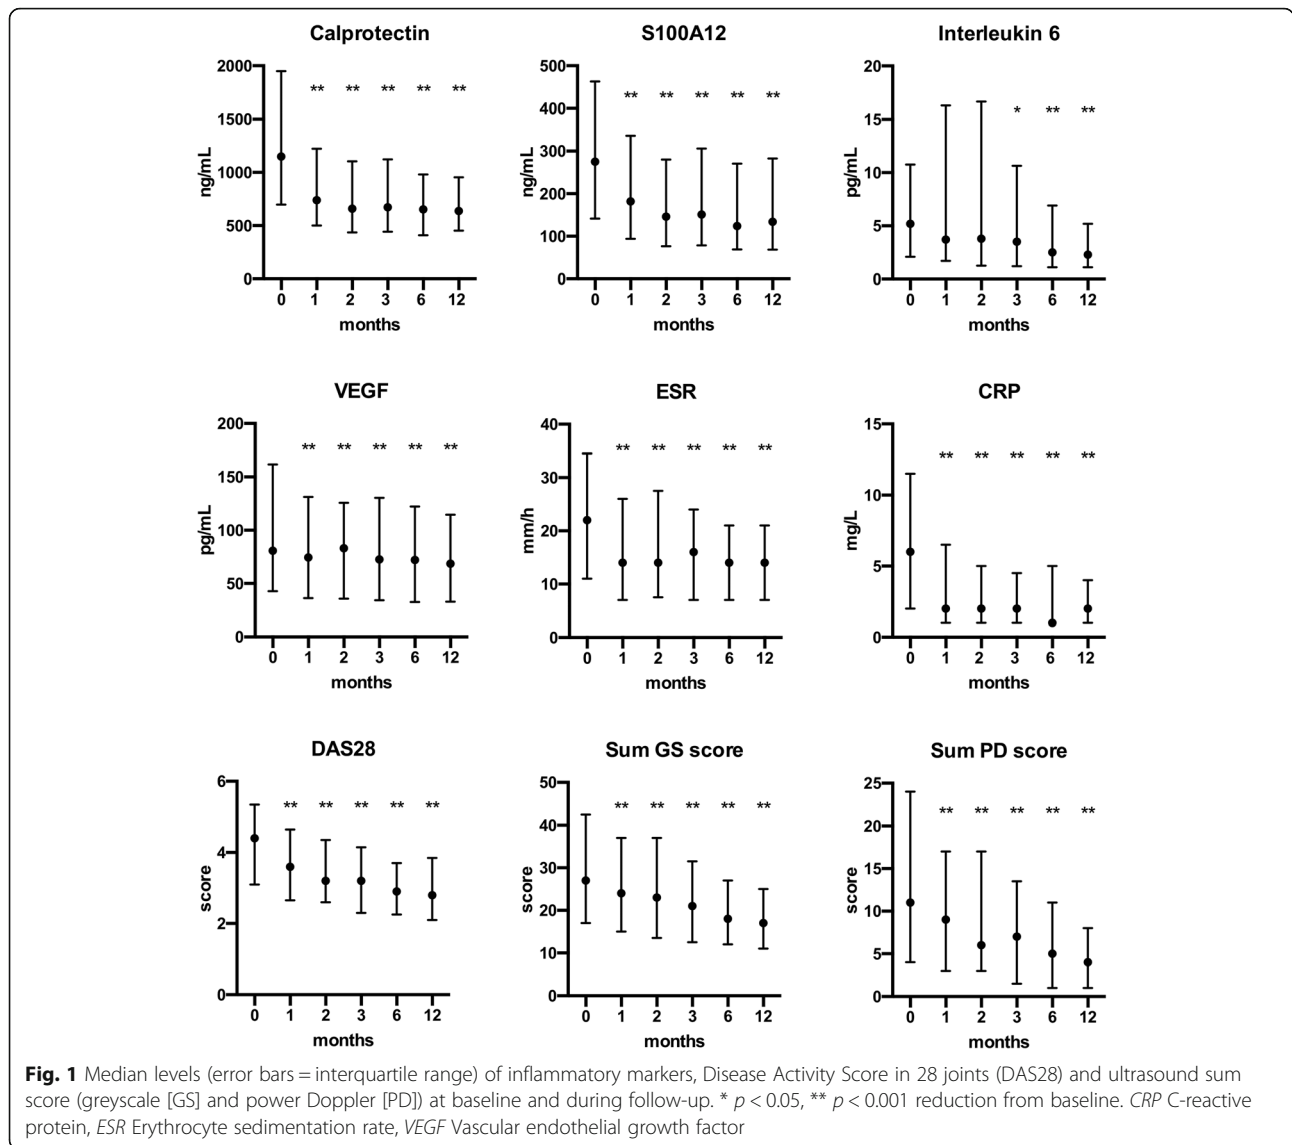 Calprotectin
2000
1500
1000
500
0
ng/mL
** ** ** ** **
0 1 2 3 6 12
months
S100A12
500
400
300
200
100
0
ng/mL
** ** ** ** **
0 1 2 3 6 12
months
Interleukin 6
20
15
10
5
0
pg/mL
* ** **
0 1 2 3 6 12
months
VEGF
200
150
100
50
0
pg/mL
** ** ** ** **
0 1 2 3 6 12
months
ESR
40
30
20
10
0
mm/h
** ** ** ** **
0 1 2 3 6 12
months
CRP
15
10
5
0
mg/L
** ** ** ** **
0 1 2 3 6 12
months
DAS28
6
4
2
0
score
** ** ** ** **
0 1 2 3 6 12
months
Sum GS score
50
40
30
20
10
0
score
** ** ** ** **
0 1 2 3 6 12
months
Sum PD score
25
20
15
10
5
0
score
** ** ** ** **
0 1 2 3 6 12
months
Fig. 1 Median levels (error bars = interquartile range) of inflammatory markers, Disease Activity Score in 28 joints (DAS28) and ultrasound sum
score (greyscale [GS] and power Doppler [PD]) at baseline and during follow-up. * p < 0.05, ** p < 0.001 reduction from baseline. CRP C-reactive
protein, ESR Erythrocyte sedimentation rate, VEGF Vascular endothelial growth factor